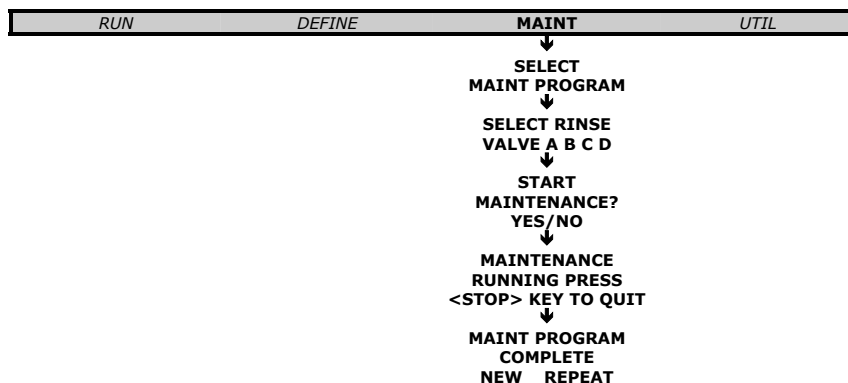 RUN DEFINE MAINT UTIL
SELECT
MAINT PROGRAM
SELECT RINSE
VALVE A B C D
START
MAINTENANCE?
YES/NO
MAINTENANCE
RUNNING PRESS
<STOP> KEY TO QUIT
MAINT PROGRAM
COMPLETE
NEW REPEAT